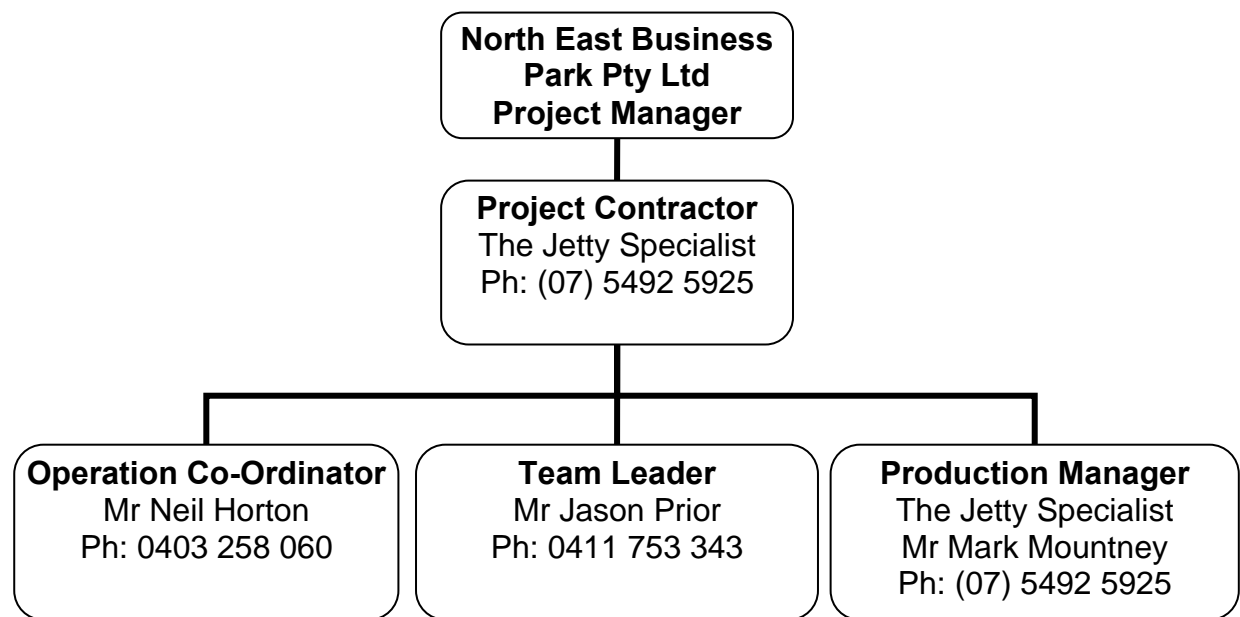 North East Business
Park Pty Ltd
Project Manager
Project Contractor
The Jetty Specialist
Ph: (07) 5492 5925
Operation Co-Ordinator
Mr Neil Horton
Ph: 0403 258 060
Team Leader
Mr Jason Prior
Ph: 0411 753 343
Production Manager
The Jetty Specialist
Mr Mark Mountney
Ph: (07) 5492 5925